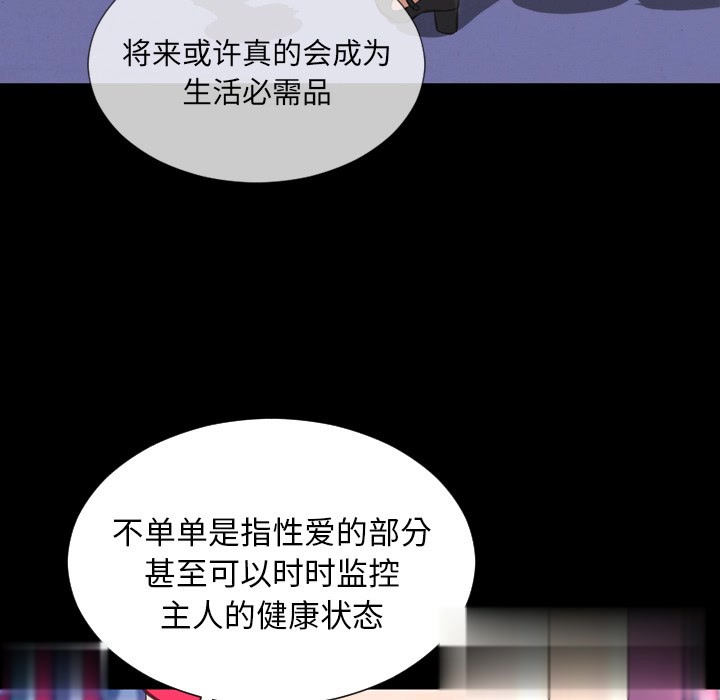 将来或许真的会成为
生活必需品
不单单是指性爱的部分
甚至可以时时监控
主人的健康状态